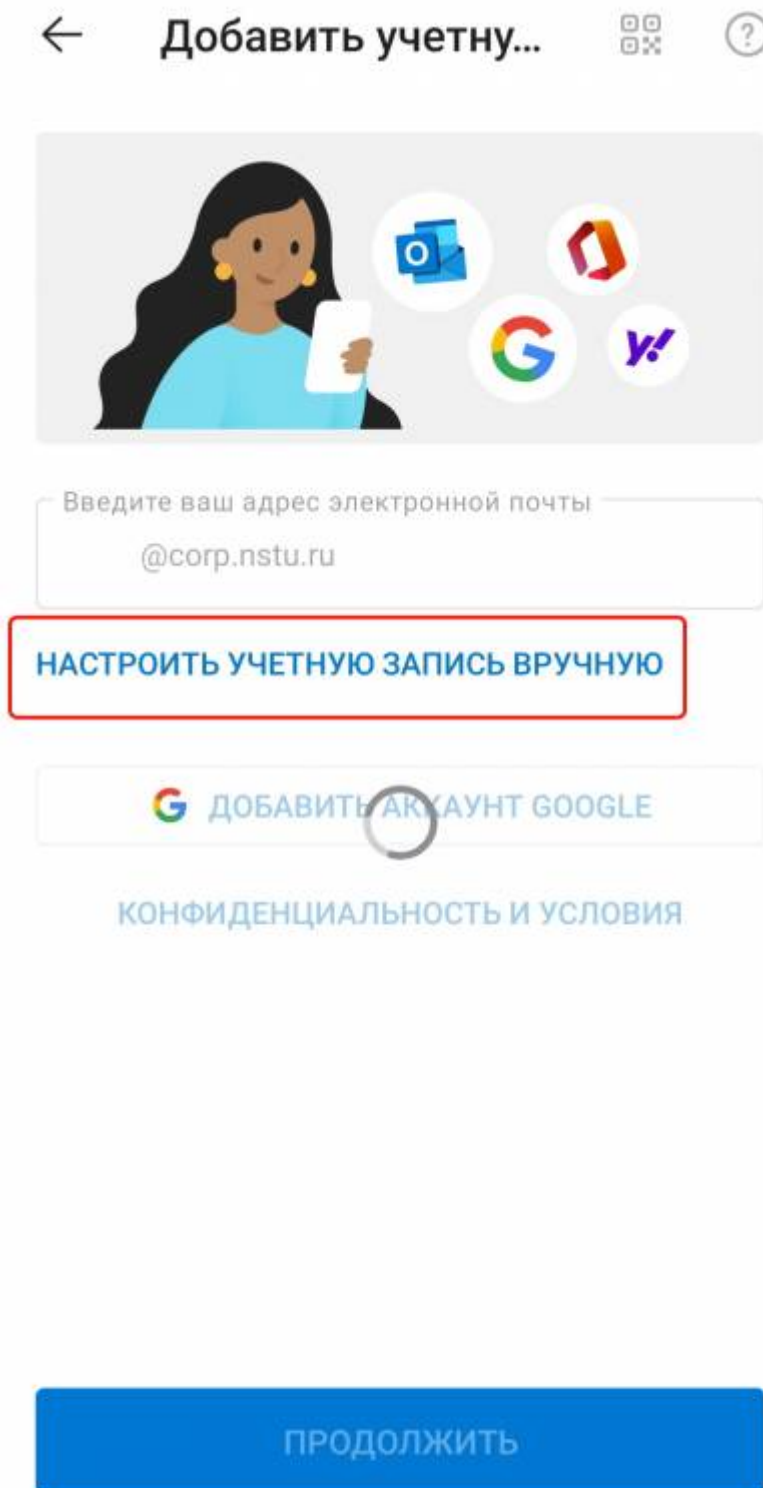 Добавить учетну...
Введите ваш адрес электронной почты
@corp.nstu.ru
НАСТРОИТЬ УЧЕТНУЮ ЗАПИСЬ ВРУЧНУЮ
ДОБАВИТЬ АККАУНТ GOOGLE
КОНФИДЕНЦИАЛЬНОСТЬ И УСЛОВИЯ
ПРОДОЛЖИТЬ